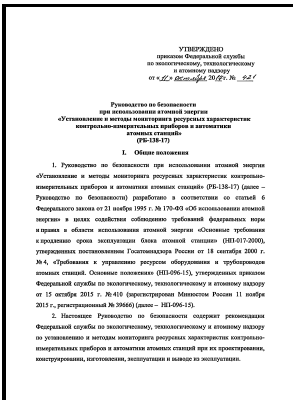 УТВЕРЖДЕНО
приказом Федеральной службы
по экологическому, технологическому
и атомному надзору
от « 11 » октября 2017г. № 421
Руководство по безопасности
при использовании атомной энергии
«Установление и методы мониторинга ресурсных характеристик
контрольно-измерительных приборов и автоматики
атомных станций»
(РБ-138-17)
I. Общие положения
1. Руководство по безопасности при использовании атомной энергии
«Установление и методы мониторинга ресурсных характеристик контрольно-
измерительных приборов и автоматики атомных станций» (РБ-138-17) (далее –
Руководство по безопасности) разработано в соответствии со статьей 6
Федерального закона от 21 ноября 1995 г. № 170-ФЗ «Об использовании атомной
энергии» в целях содействия соблюдению требований федеральных норм
и правил в области использования атомной энергии «Основные требования
к продлению срока эксплуатации блока атомной станции» (НП-017-2000),
утвержденных постановлением Госатомнадзора России от 18 сентября 2000 г.
№ 4, «Требования к управлению ресурсом оборудования и трубопроводов
атомных станций. Основные положения» (НП-096-15), утвержденных приказом
Федеральной службы по экологическому, технологическому и атомному надзору
от 15 октября 2015 г. № 410 (зарегистрирован Минюстом России 11 ноября
2015 г., регистрационный № 39666) (далее – НП-096-15).
2. Настоящее Руководство по безопасности содержит рекомендации
Федеральной службы по экологическому, технологическому и атомному надзору
по установлению и методам мониторинга ресурсных характеристик контрольно-
измерительных приборов и автоматики атомных станций при их проектировании,
конструировании, изготовлении, эксплуатации и выводе из эксплуатации.